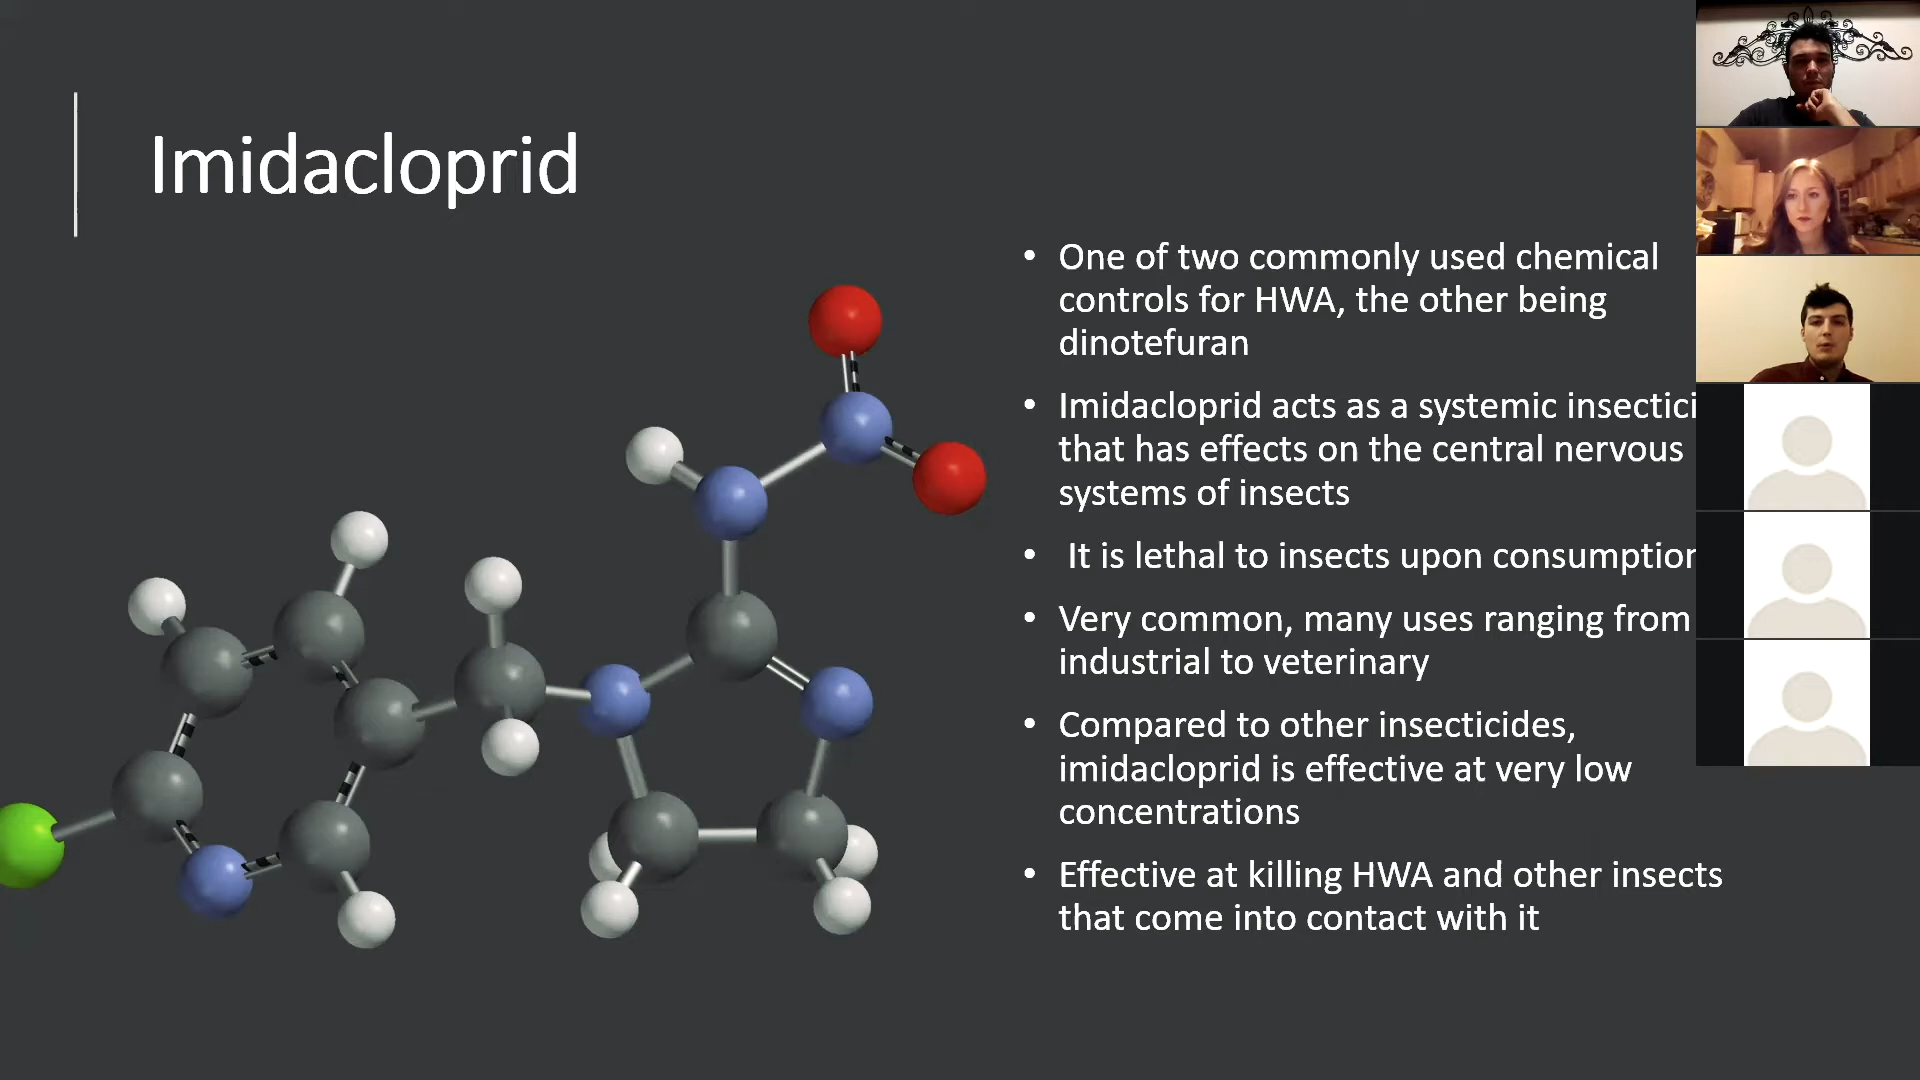 Imidacloprid
• One of two commonly used chemical
controls for HWA, the other being
dinotefuran
• Imidacloprid acts as a systemic insectici
that has effects on the central nervous
systems of insects
• It is lethal to insects upon consumption
• Very common, many uses ranging from
industrial to veterinary
• Compared to other insecticides,
imidacloprid is effective at very low
concentrations
• Effective at killing HWA and other insects
that come into contact with it